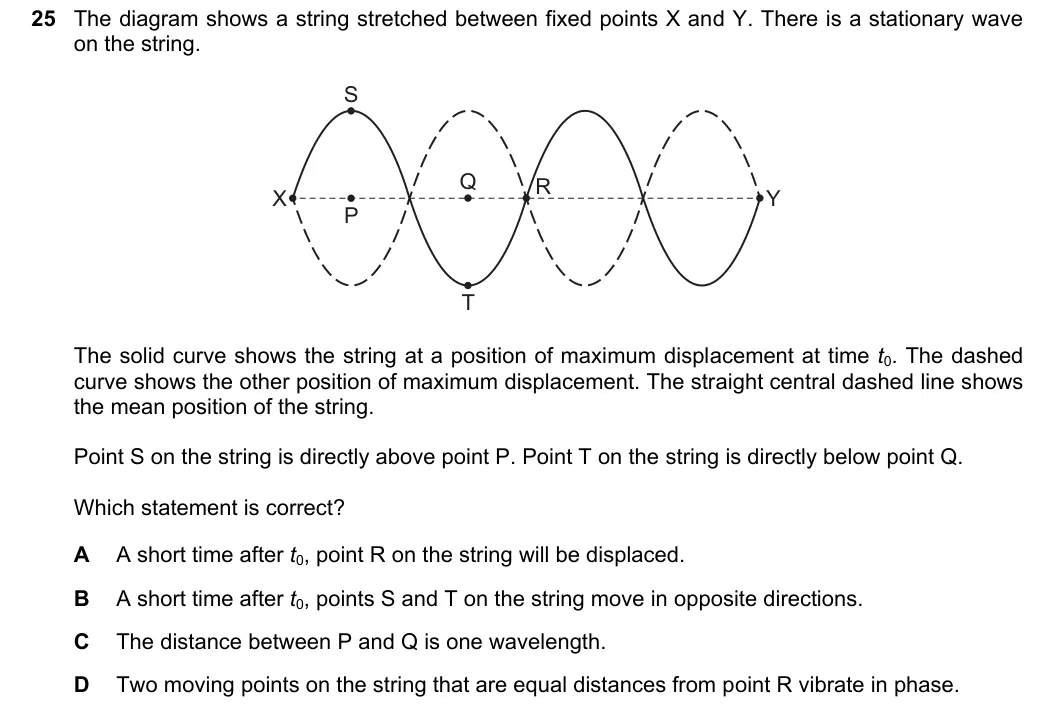 25 The diagram shows a string stretched between fixed points X and Y. There is a stationary wave
on the string.
S
Q
X
R
Y
P
T
The solid curve shows the string at a position of maximum displacement at time t₀. The dashed
curve shows the other position of maximum displacement. The straight central dashed line shows
the mean position of the string.
Point S on the string is directly above point P. Point T on the string is directly below point Q.
Which statement is correct?
A A short time after t₀, point R on the string will be displaced.
B A short time after t₀, points S and T on the string move in opposite directions.
C The distance between P and Q is one wavelength.
D Two moving points on the string that are equal distances from point R vibrate in phase.